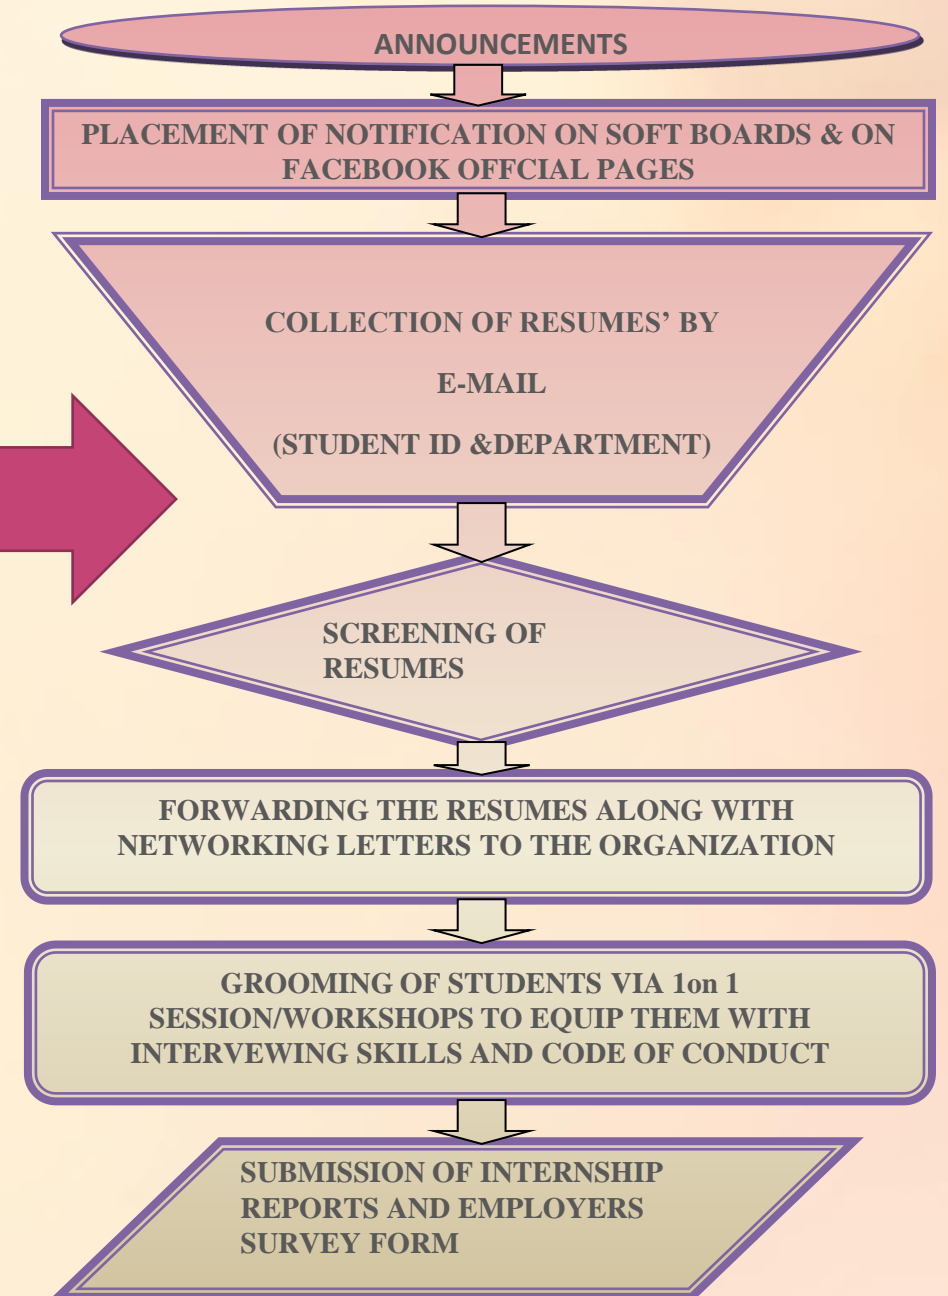 ANNOUNCEMENTS
PLACEMENT OF NOTIFICATION ON SOFT BOARDS & ON
FACEBOOK OFFCIAL PAGES
COLLECTION OF RESUMES’ BY
E-MAIL
(STUDENT ID &DEPARTMENT)
SCREENING OF
RESUMES
FORWARDING THE RESUMES ALONG WITH
NETWORKING LETTERS TO THE ORGANIZATION
GROOMING OF STUDENTS VIA 1on 1
SESSION/WORKSHOPS TO EQUIP THEM WITH
INTERVEWING SKILLS AND CODE OF CONDUCT
SUBMISSION OF INTERNSHIP
REPORTS AND EMPLOYERS
SURVEY FORM